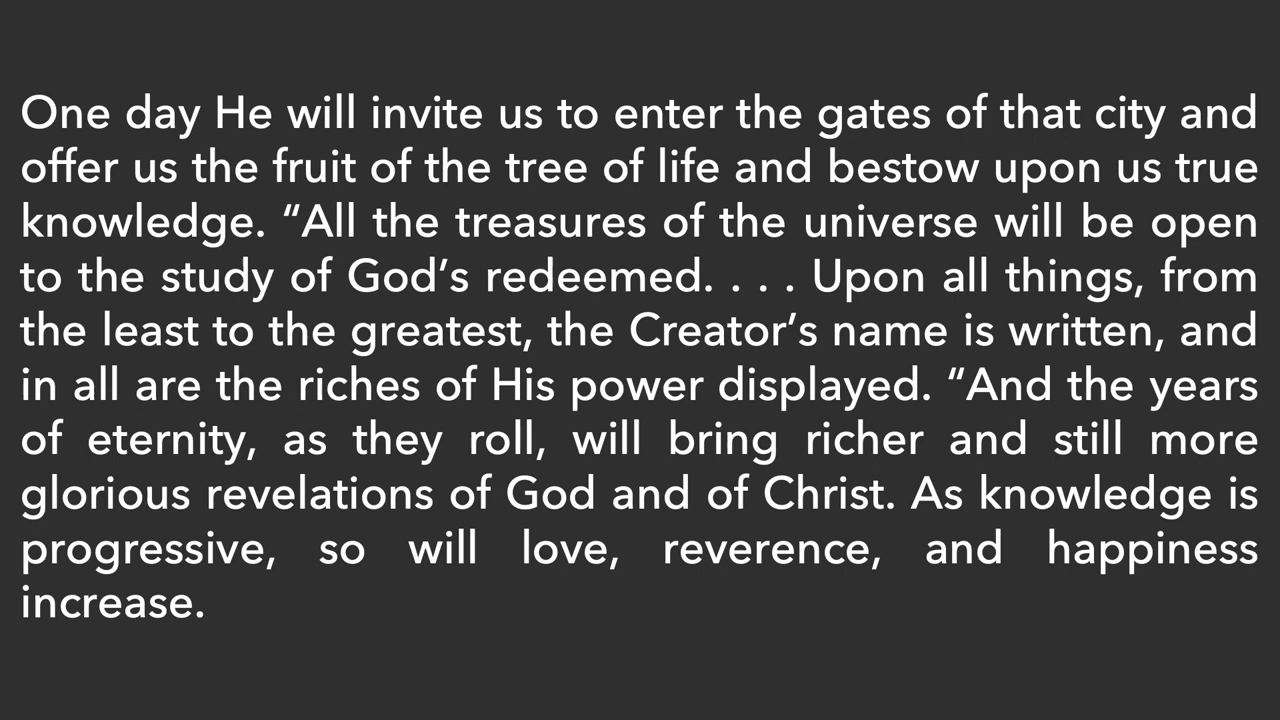 One day He will invite us to enter the gates of that city and
offer us the fruit of the tree of life and bestow upon us true
knowledge. “All the treasures of the universe will be open
to the study of God’s redeemed. . . . Upon all things, from
the least to the greatest, the Creator’s name is written, and
in all are the riches of His power displayed. “And the years
of eternity, as they roll, will bring richer and still more
glorious revelations of God and of Christ. As knowledge is
progressive, so will love, reverence, and happiness
increase.